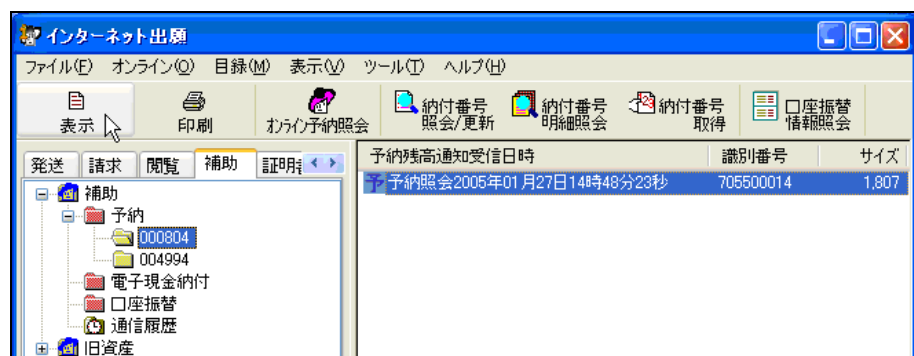 インターネット出願
ファイル(F) オンライン(O) 目録(M) 表示(V) ツール(T) ヘルプ(H)
表示 印刷 オンライン予納照会 納付番号照会/更新 納付番号明細照会 納付番号取得 口座振替情報照会
発送 請求 閲覧 補助
予納残高通知受信日時 識別番号 サイズ
予納照会2005年01月27日14時48分23秒 705500014 1,807
補助
予納
000804
004994
電子現金納付
口座振替
通信履歴
旧資産